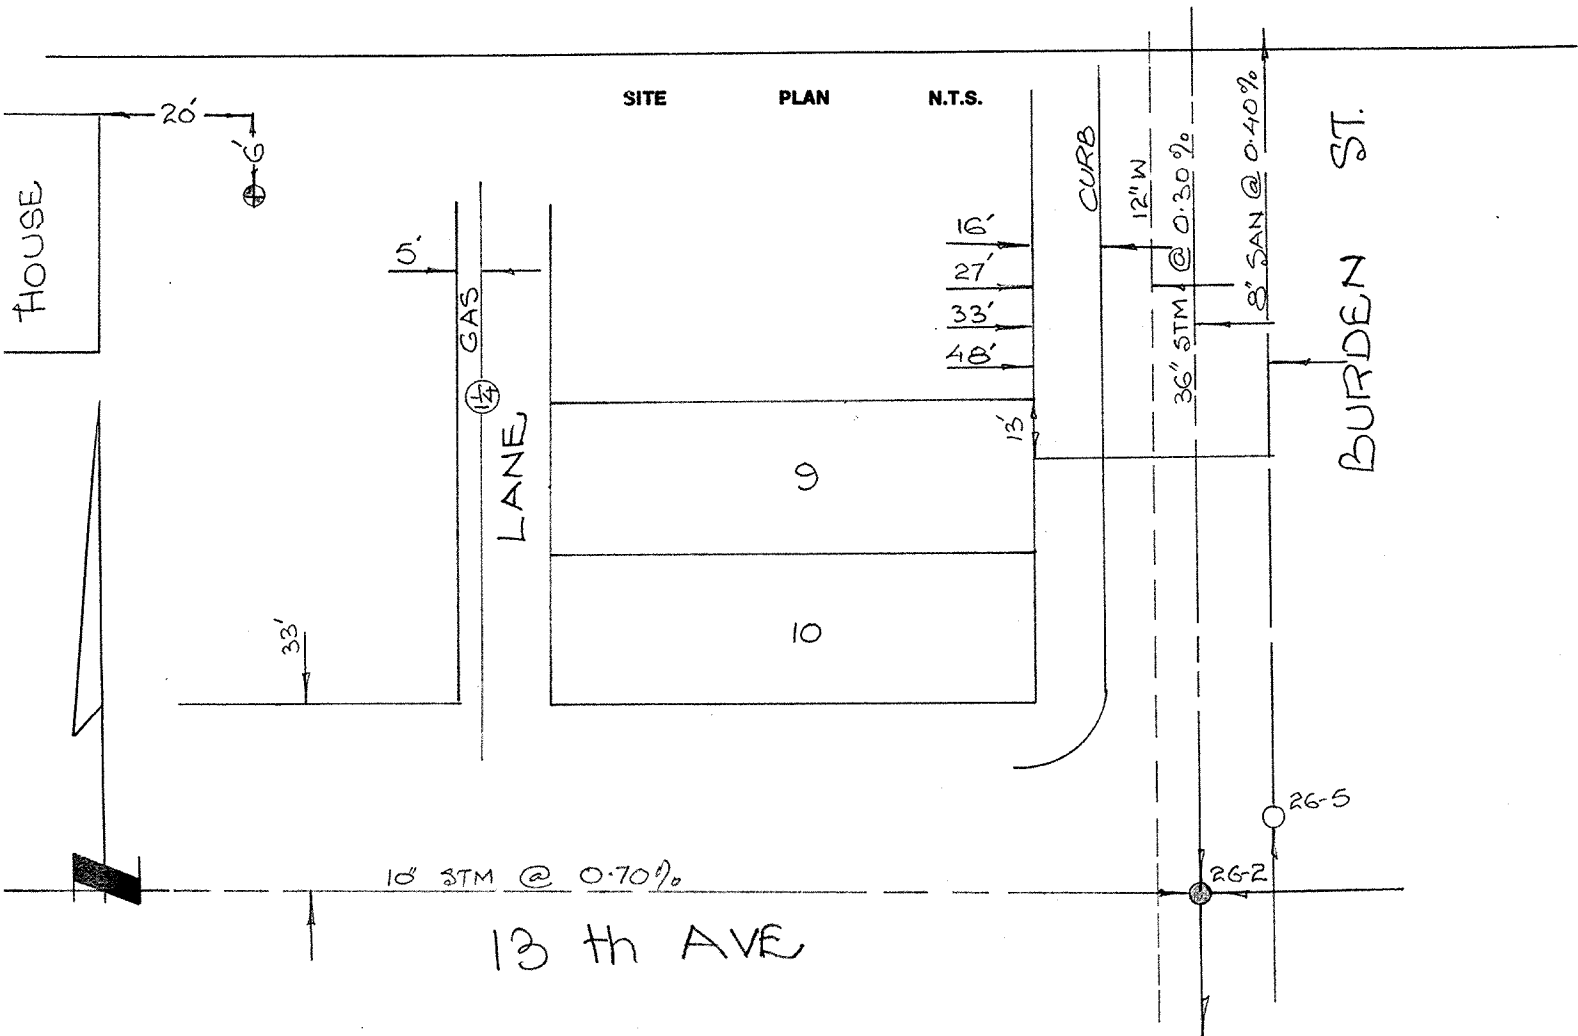 SITE PLAN N.T.S.
20'
6'
HOUSE
5'
GAS
1¼
LANE
16'
27'
33'
48'
13'
CURB
12" W
36" STM @ 0.30%
8" SAN @ 0.40%
BURDEN ST.
9
10
33'
26-5
26-2
10" STM @ 0.70%
13 th AVE